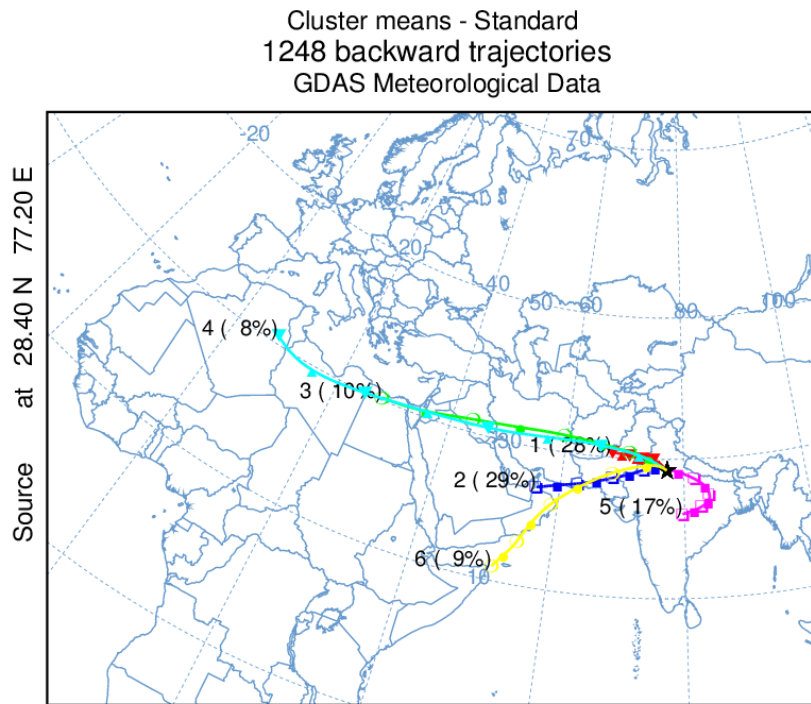 Cluster means - Standard
1248 backward trajectories
GDAS Meteorological Data
Source at 28.40 N 77.20 E
-20
0
20
40
50
60
70
80
100
4 ( 8%)
3 ( 10%)
30
1 ( 28%)
2 ( 29%)
5 ( 17%)
6 ( 9%)
10